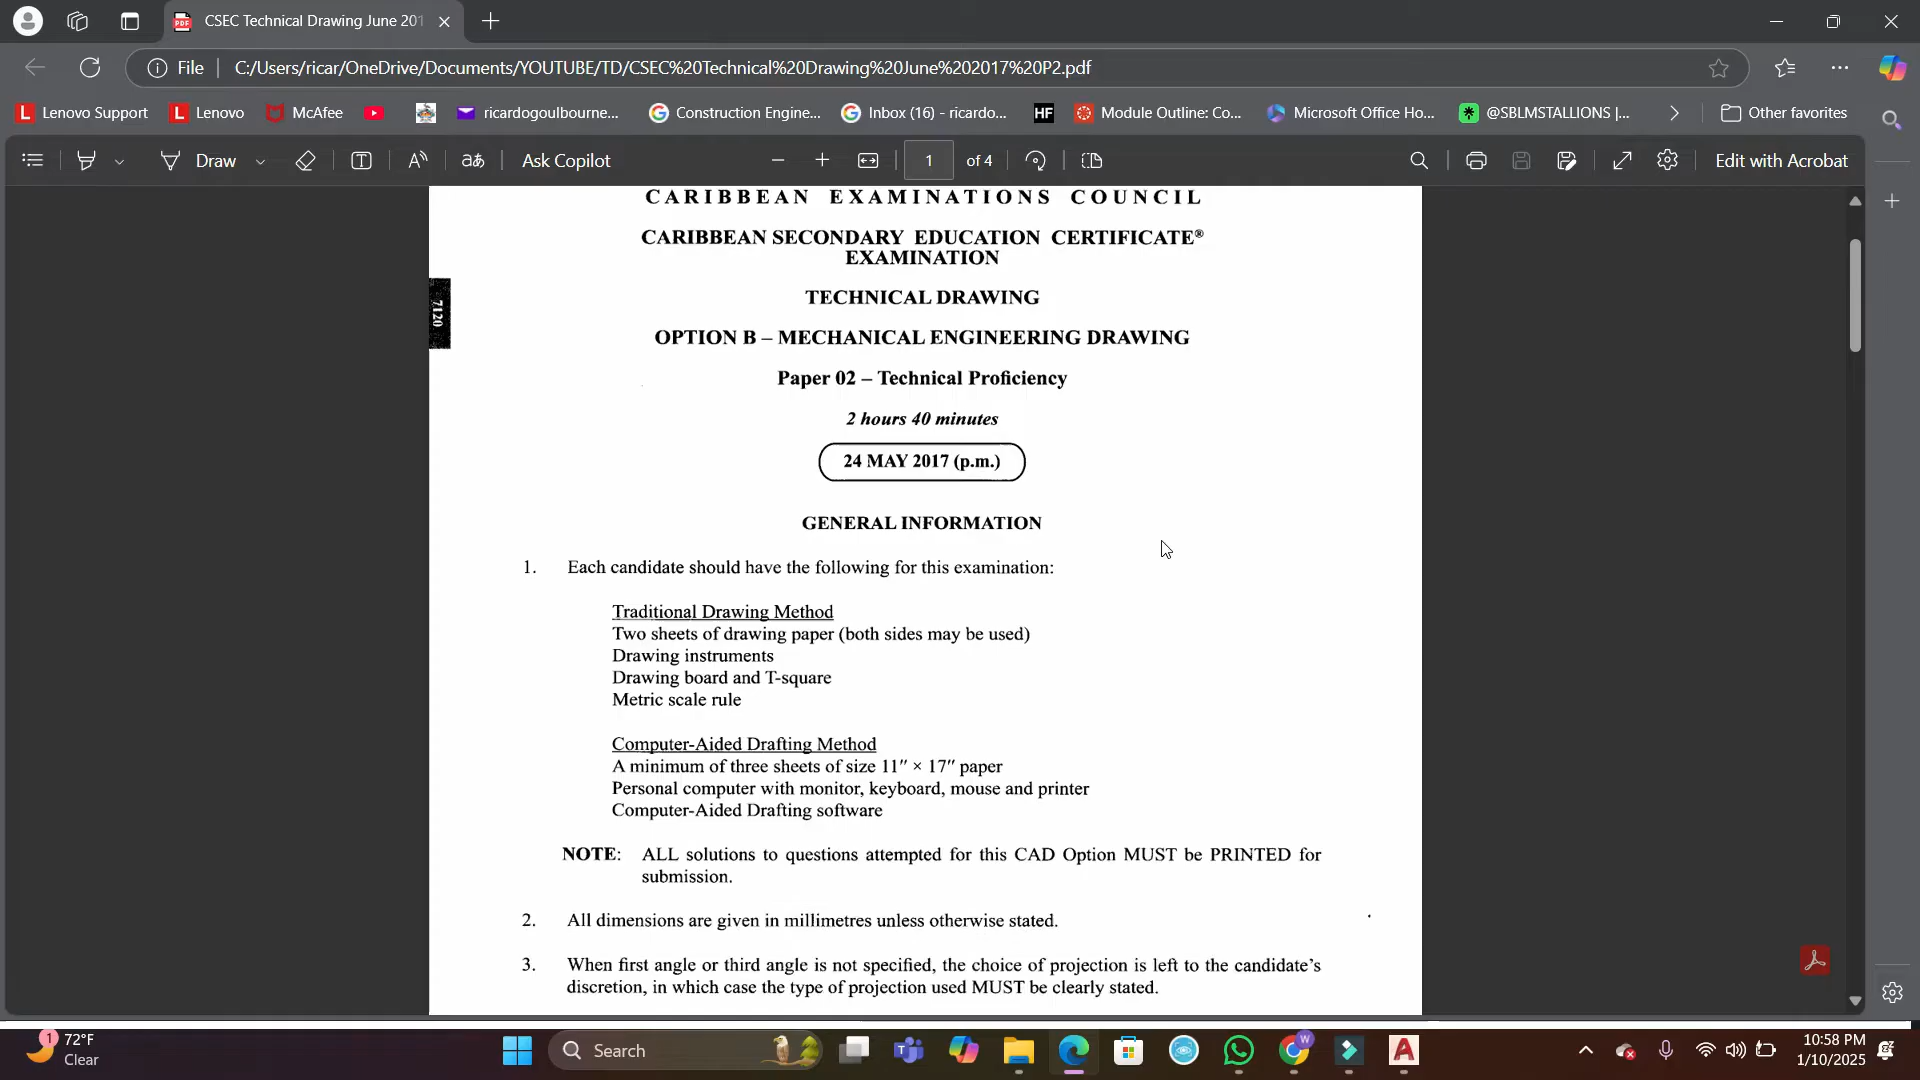 CSEC Technical Drawing June 201
File
C:/Users/ricar/OneDrive/Documents/YOUTUBE/TD/CSEC%20Technical%20Drawing%20June%202017%20P2.pdf
Lenovo Support
Lenovo
McAfee
ricardogoulbourne...
Construction Engine...
Inbox (16) - ricardo...
HF
Module Outline: Co...
Microsoft Office Ho...
@SBLMSTALLIONS |...
Other favorites
Draw
Ask Copilot
1 of 4
Edit with Acrobat
CARIBBEAN EXAMINATIONS COUNCIL
CARIBBEAN SECONDARY EDUCATION CERTIFICATE®
EXAMINATION
TECHNICAL DRAWING
7120
OPTION B – MECHANICAL ENGINEERING DRAWING
Paper 02 – Technical Proficiency
2 hours 40 minutes
24 MAY 2017 (p.m.)
GENERAL INFORMATION
1. Each candidate should have the following for this examination:
Traditional Drawing Method
Two sheets of drawing paper (both sides may be used)
Drawing instruments
Drawing board and T-square
Metric scale rule
Computer-Aided Drafting Method
A minimum of three sheets of size 11″ × 17″ paper
Personal computer with monitor, keyboard, mouse and printer
Computer-Aided Drafting software
NOTE: ALL solutions to questions attempted for this CAD Option MUST be PRINTED for
submission.
2. All dimensions are given in millimetres unless otherwise stated.
3. When first angle or third angle is not specified, the choice of projection is left to the candidate’s
discretion, in which case the type of projection used MUST be clearly stated.
1
72°F
Clear
Search
10:58 PM
1/10/2025